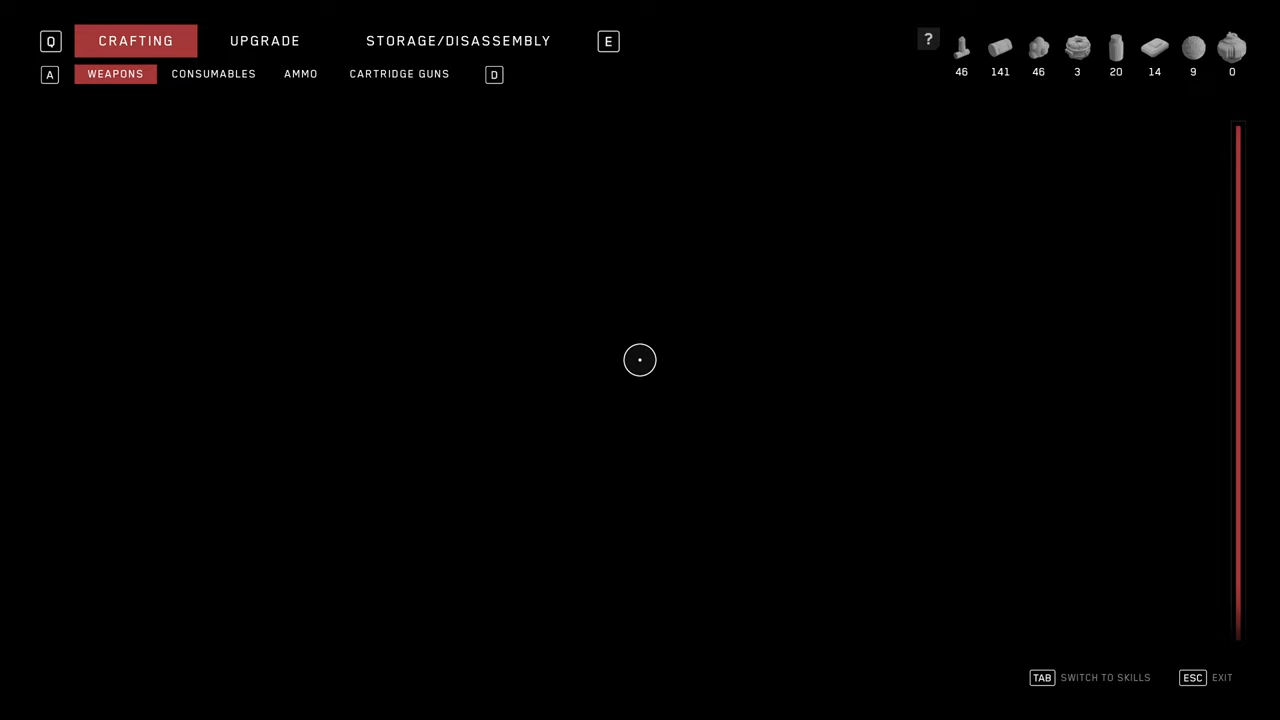 Q CRAFTING UPGRADE STORAGE/DISASSEMBLY E ?
A WEAPONS CONSUMABLES AMMO CARTRIDGE GUNS D
46 141 46 3 20 14 9 0
TAB SWITCH TO SKILLS ESC EXIT